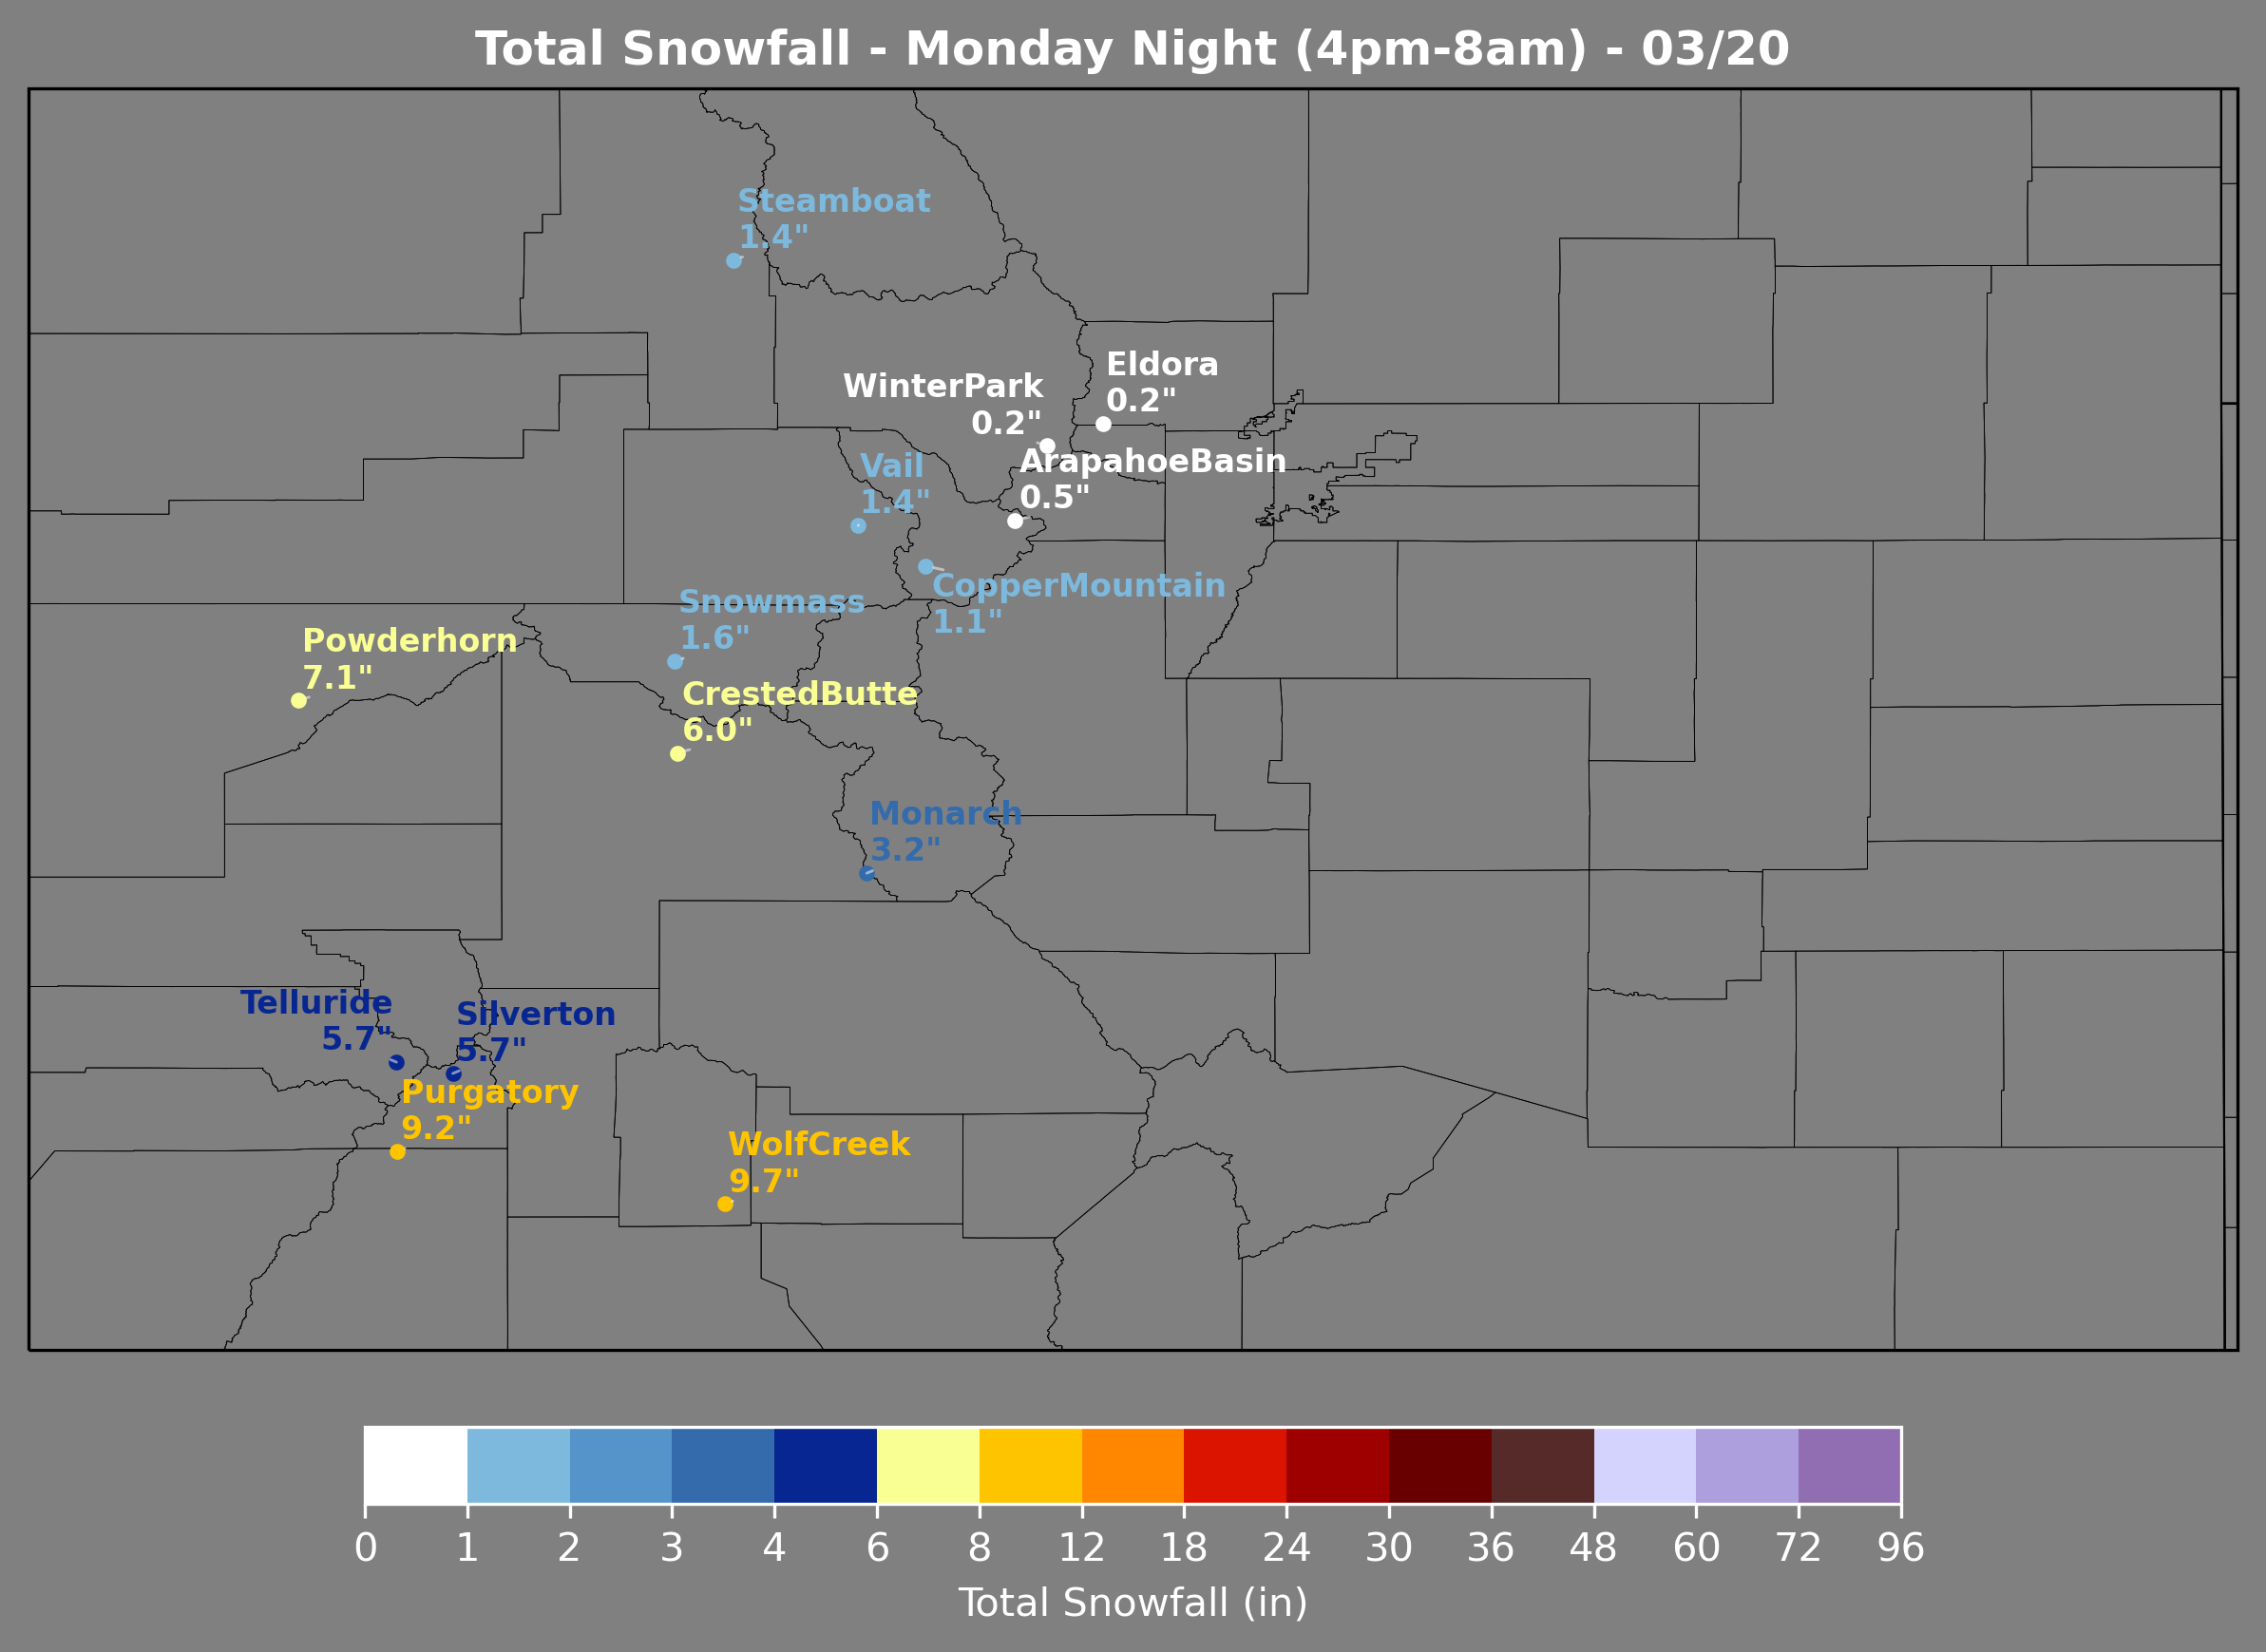 Total Snowfall - Monday Night (4pm-8am) - 03/20
Steamboat
1.4"
Eldora
0.2"
WinterPark
0.2"
ArapahoeBasin
0.5"
Vail
1.4"
CopperMountain
1.1"
Snowmass
1.6"
Powderhorn
7.1"
CrestedButte
6.0"
Monarch
3.2"
Telluride
5.7"
Silverton
5.7"
Purgatory
9.2"
WolfCreek
9.7"
0 1 2 3 4 6 8 12 18 24 30 36 48 60 72 96
Total Snowfall (in)